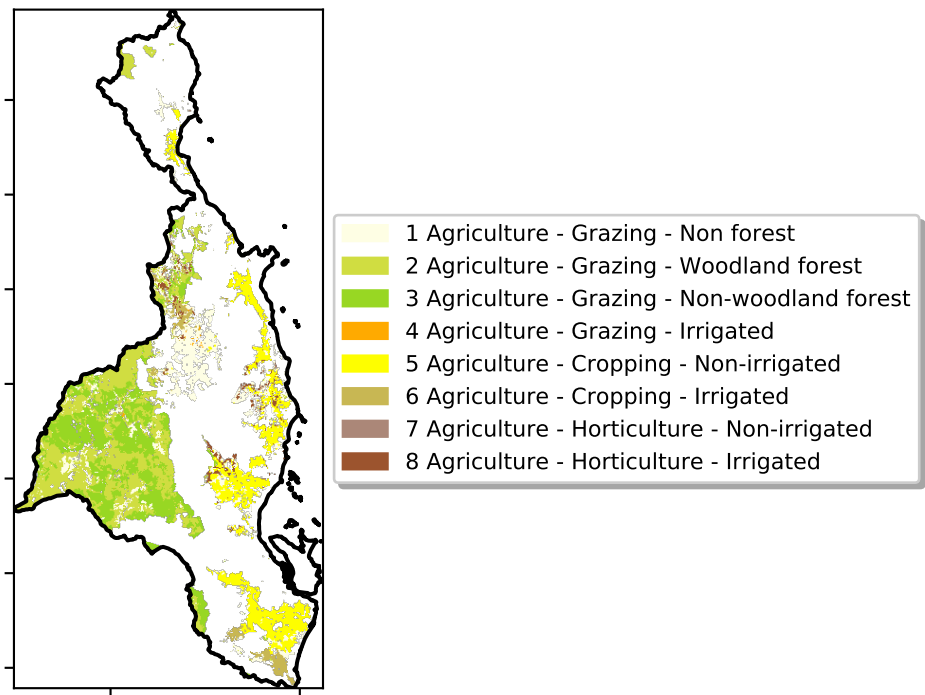 1 Agriculture - Grazing - Non forest
2 Agriculture - Grazing - Woodland forest
3 Agriculture - Grazing - Non-woodland forest
4 Agriculture - Grazing - Irrigated
5 Agriculture - Cropping - Non-irrigated
6 Agriculture - Cropping - Irrigated
7 Agriculture - Horticulture - Non-irrigated
8 Agriculture - Horticulture - Irrigated